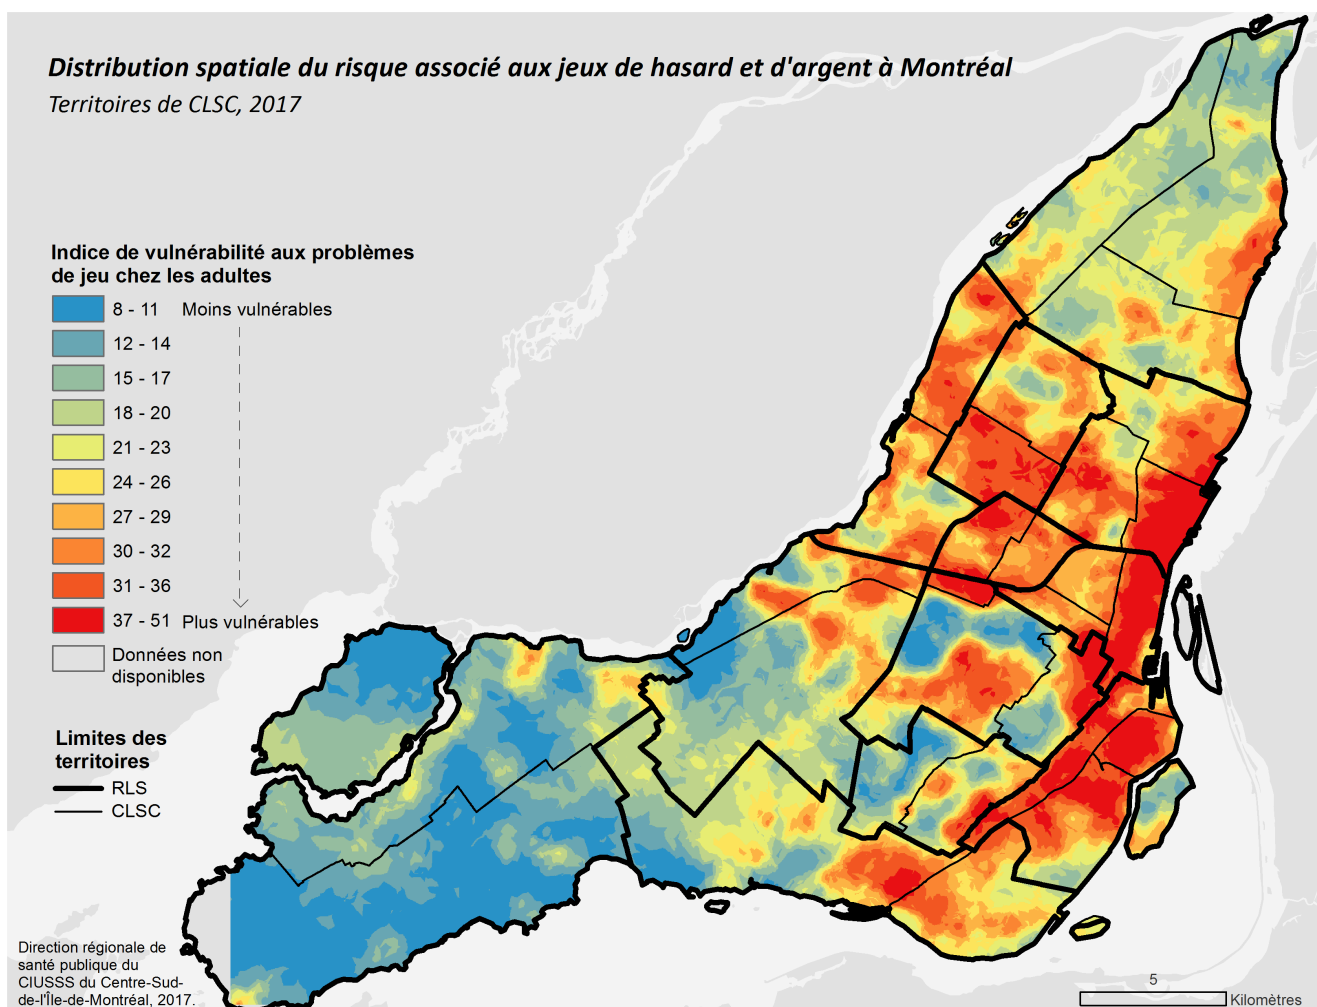 Distribution spatiale du risque associé aux jeux de hasard et d'argent à Montréal
Territoires de CLSC, 2017
Indice de vulnérabilité aux problèmes
de jeu chez les adultes
8 - 11 Moins vulnérables
12 - 14
15 - 17
18 - 20
21 - 23
24 - 26
27 - 29
30 - 32
31 - 36
37 - 51 Plus vulnérables
Données non
disponibles
Limites des
territoires
RLS
CLSC
Direction régionale de
santé publique du
CIUSSS du Centre-Sud-
de-l'Île-de-Montréal, 2017.
5
Kilomètres